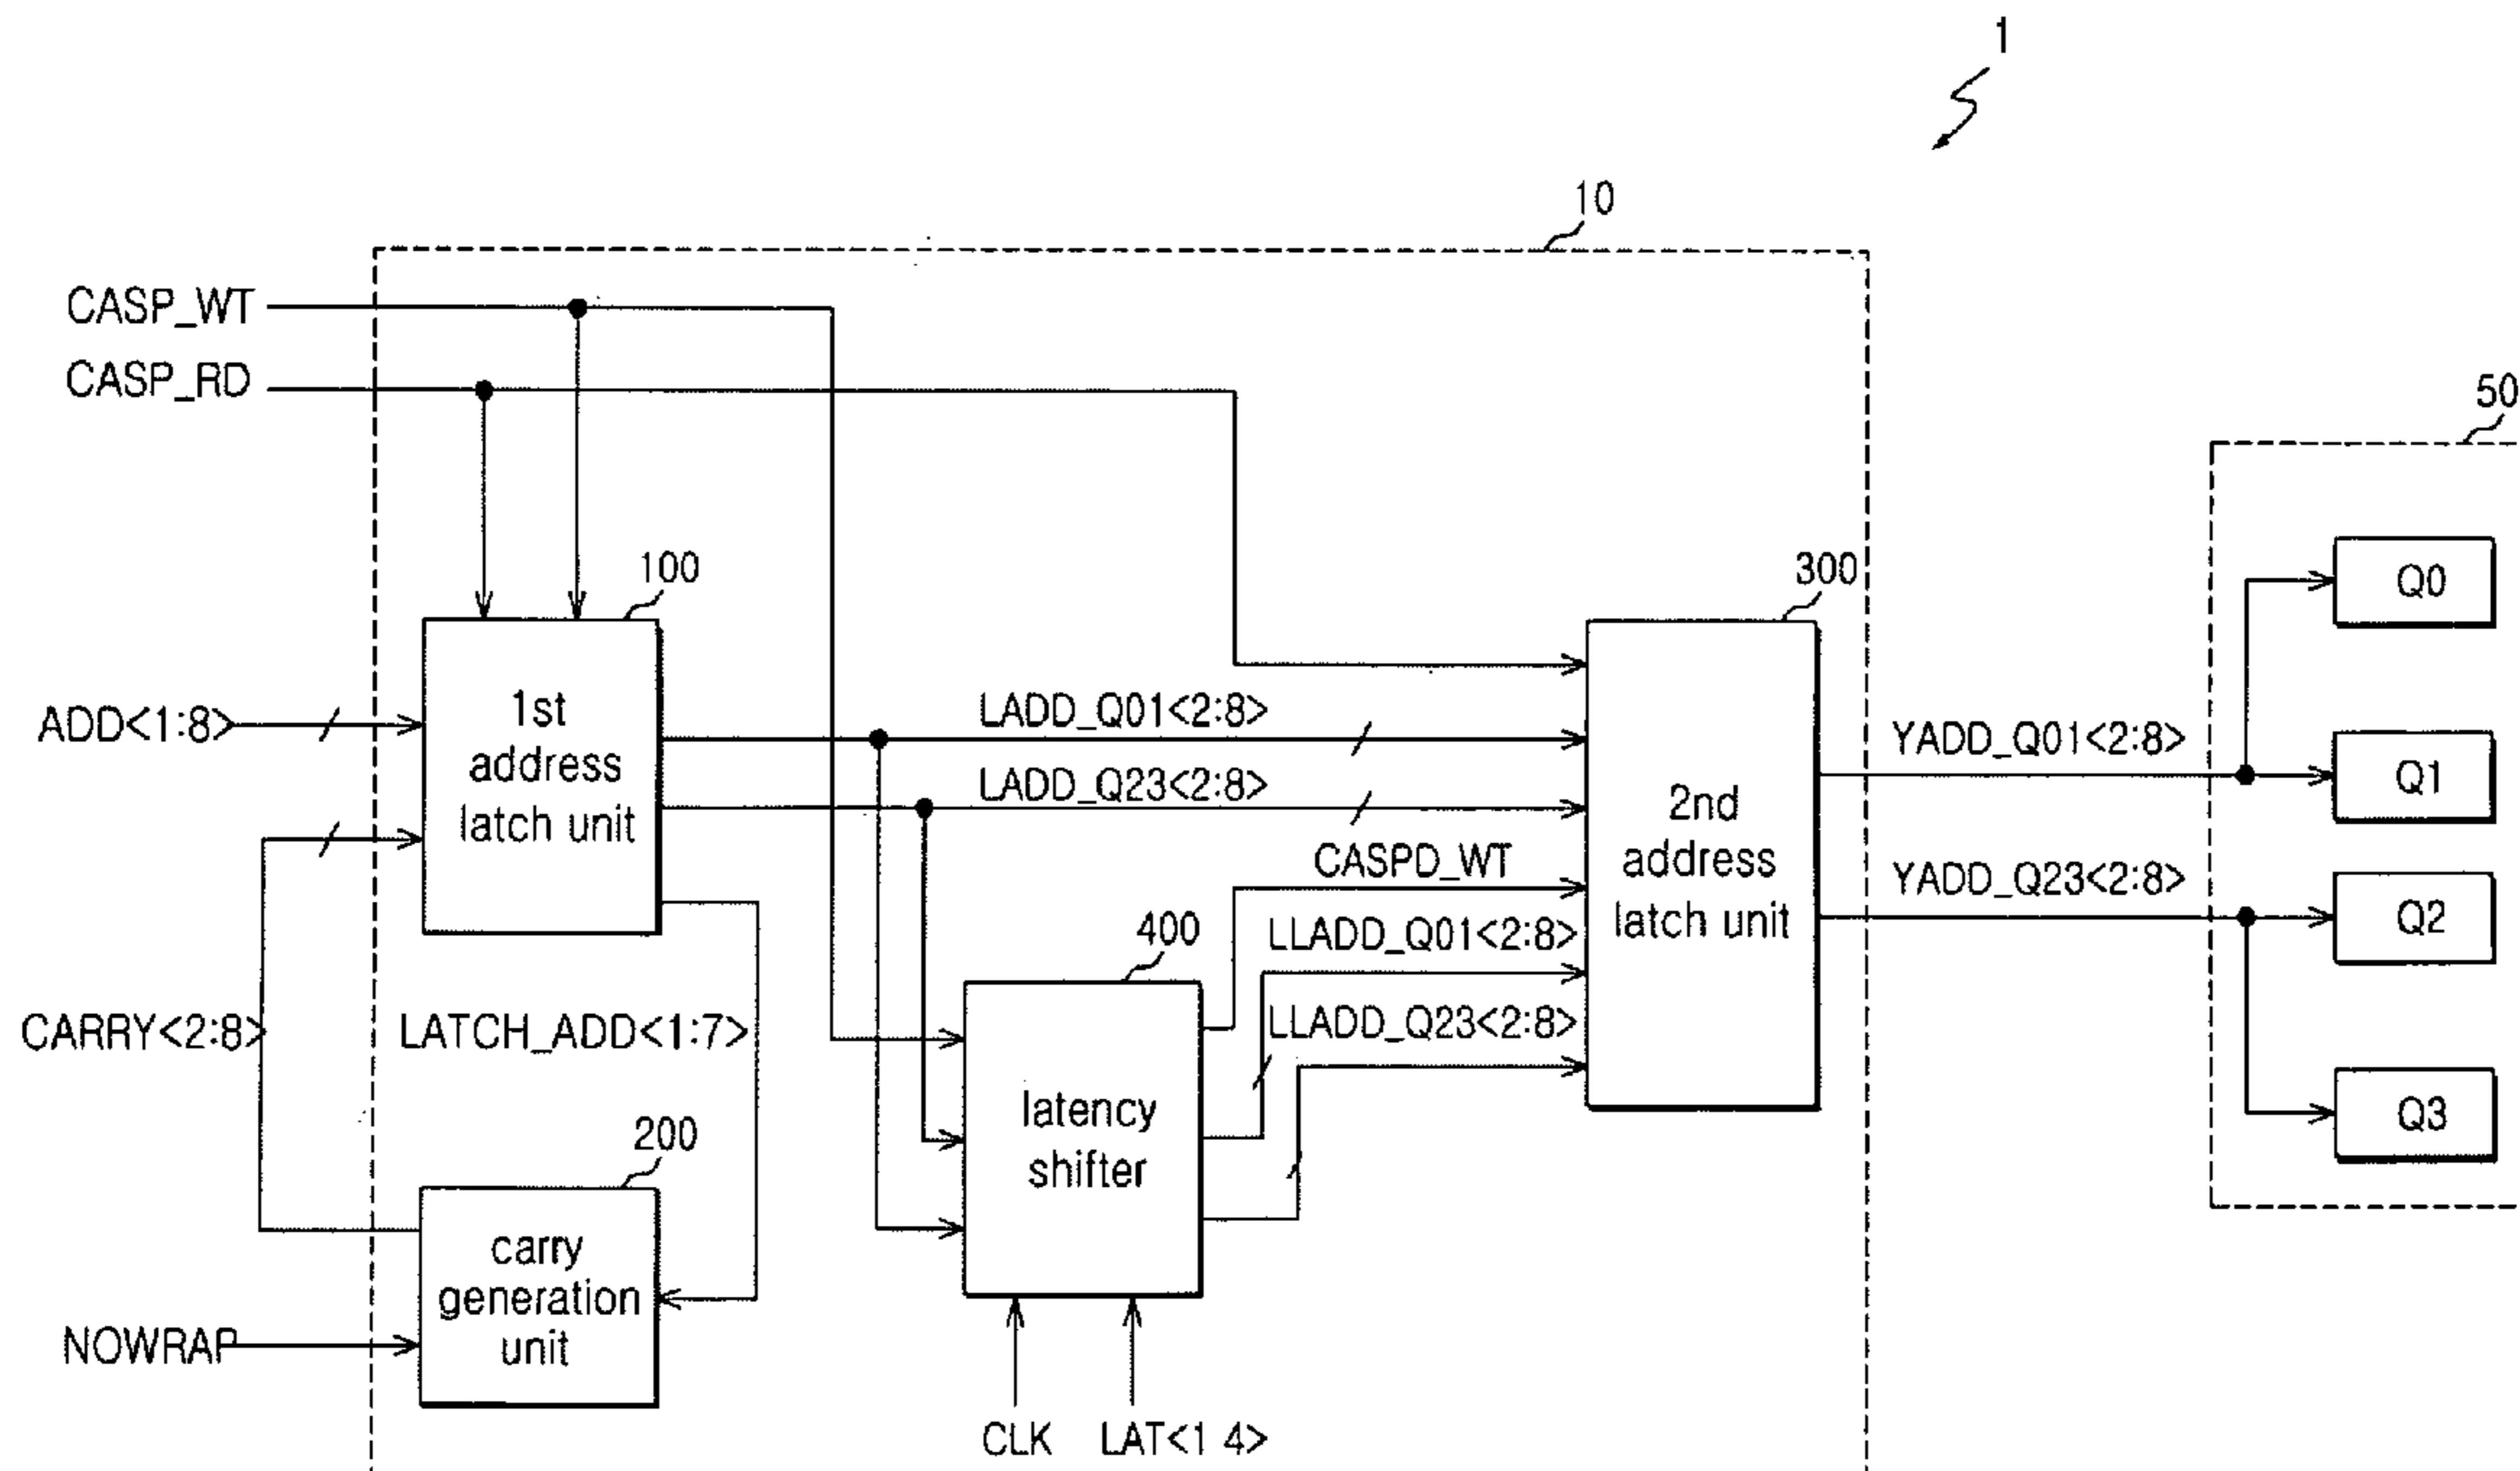 1
10
CASP_WT
CASP_RD
50
100
300
Q0
1st
address
latch unit
ADD<1:8>
LADD_Q01<2:8>
YADD_Q01<2:8>
Q1
LADD_Q23<2:8>
2nd
address
latch unit
CASPD_WT
YADD_Q23<2:8>
Q2
400
LLADD_Q01<2:8>
CARRY<2:8>
LATCH_ADD<1:7>
LLADD_Q23<2:8>
latency
shifter
Q3
200
carry
generation
unit
NOWRAP
CLK
LAT<1 4>